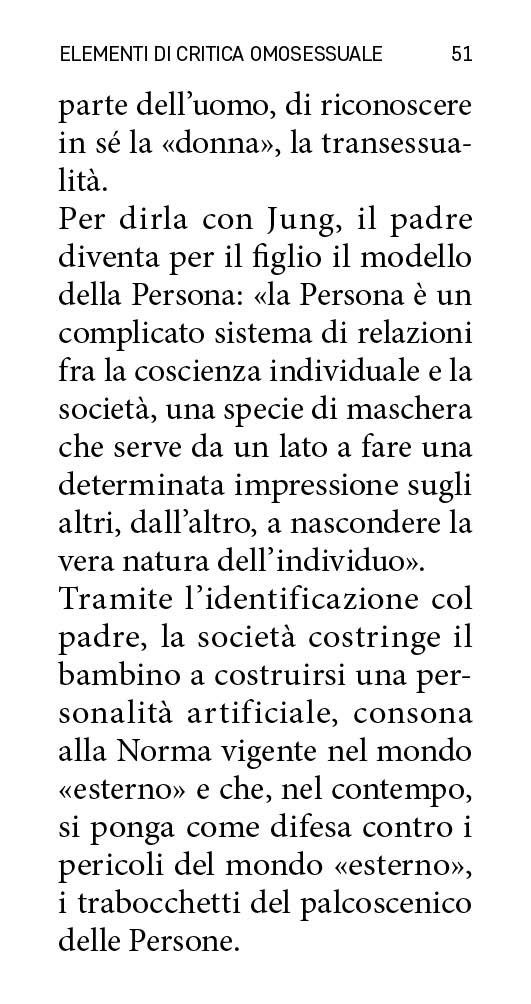 ELEMENTI DI CRITICA OMOSESSUALE 51
parte dell’uomo, di riconoscere
in sé la «donna», la transessua-
lità.
Per dirla con Jung, il padre
diventa per il figlio il modello
della Persona: «la Persona è un
complicato sistema di relazioni
fra la coscienza individuale e la
società, una specie di maschera
che serve da un lato a fare una
determinata impressione sugli
altri, dall’altro, a nascondere la
vera natura dell’individuo».
Tramite l’identificazione col
padre, la società costringe il
bambino a costruirsi una per-
sonalità artificiale, consona
alla Norma vigente nel mondo
«esterno» e che, nel contempo,
si ponga come difesa contro i
pericoli del mondo «esterno»,
i trabocchetti del palcoscenico
delle Persone.